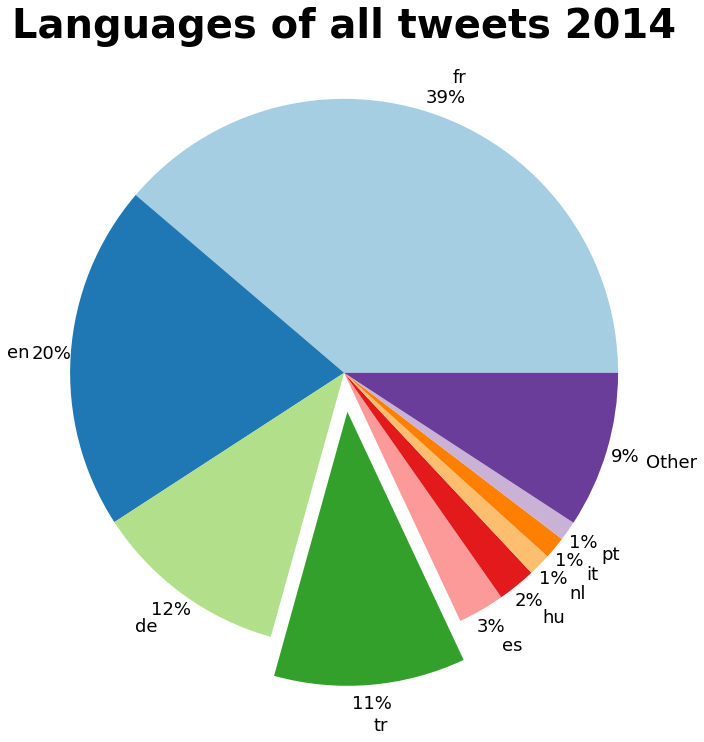 Languages of all tweets 2014
fr
39%
en 20%
12%
de
11%
tr
3%
es
2%
hu
1%
nl
1%
it
1%
pt
9% Other